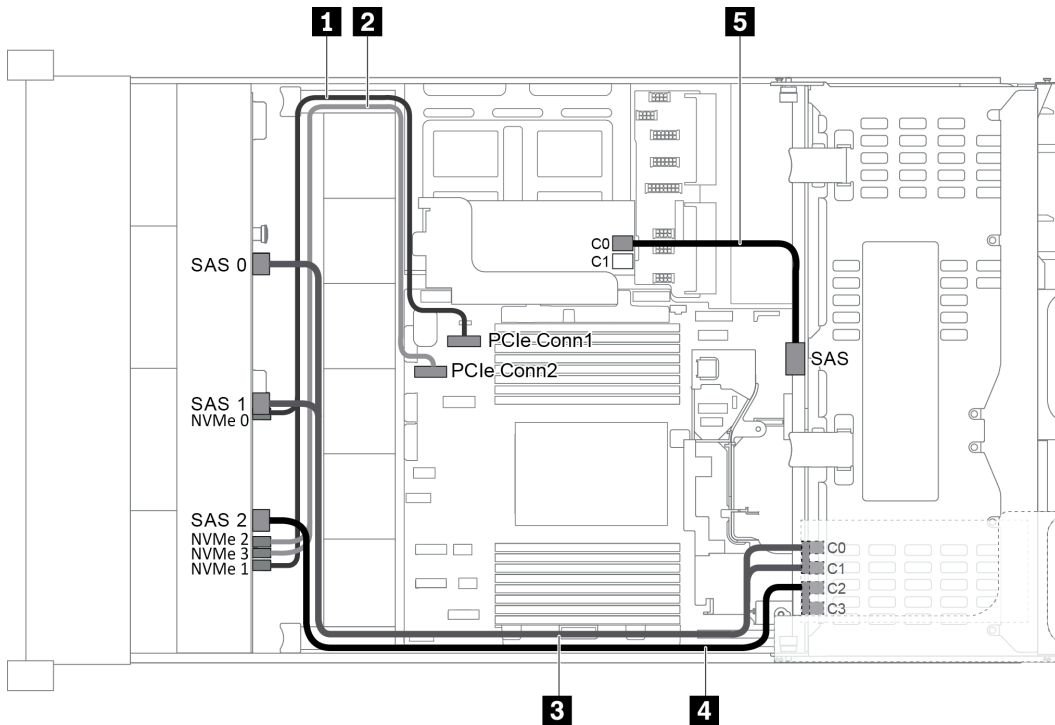 1 2 5
C0
C1
SAS 0
PCIe Conn1
SAS
PCIe Conn2
SAS 1
NVMe 0
SAS 2
NVMe 2
NVMe 3
NVMe 1
C0
C1
C2
C3
3 4